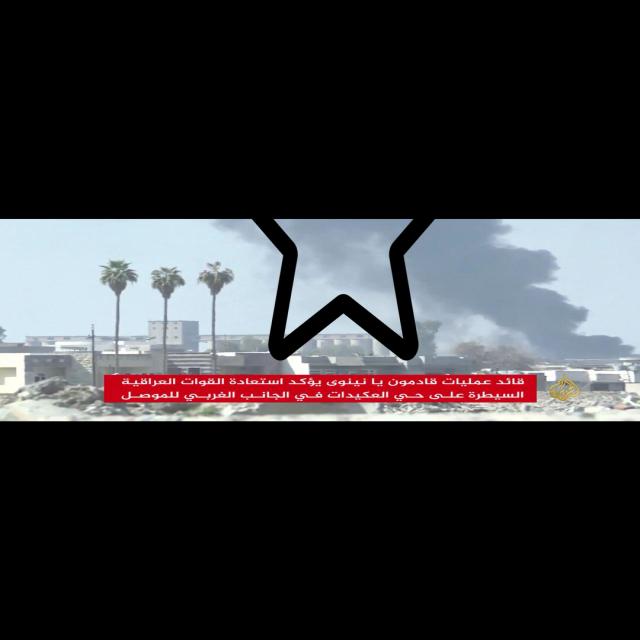 قائد عمليات قادمون يا نينوى يؤكد استعادة القوات العراقية
السيطرة على حي العكيدات في الجانب الغربي للموصل